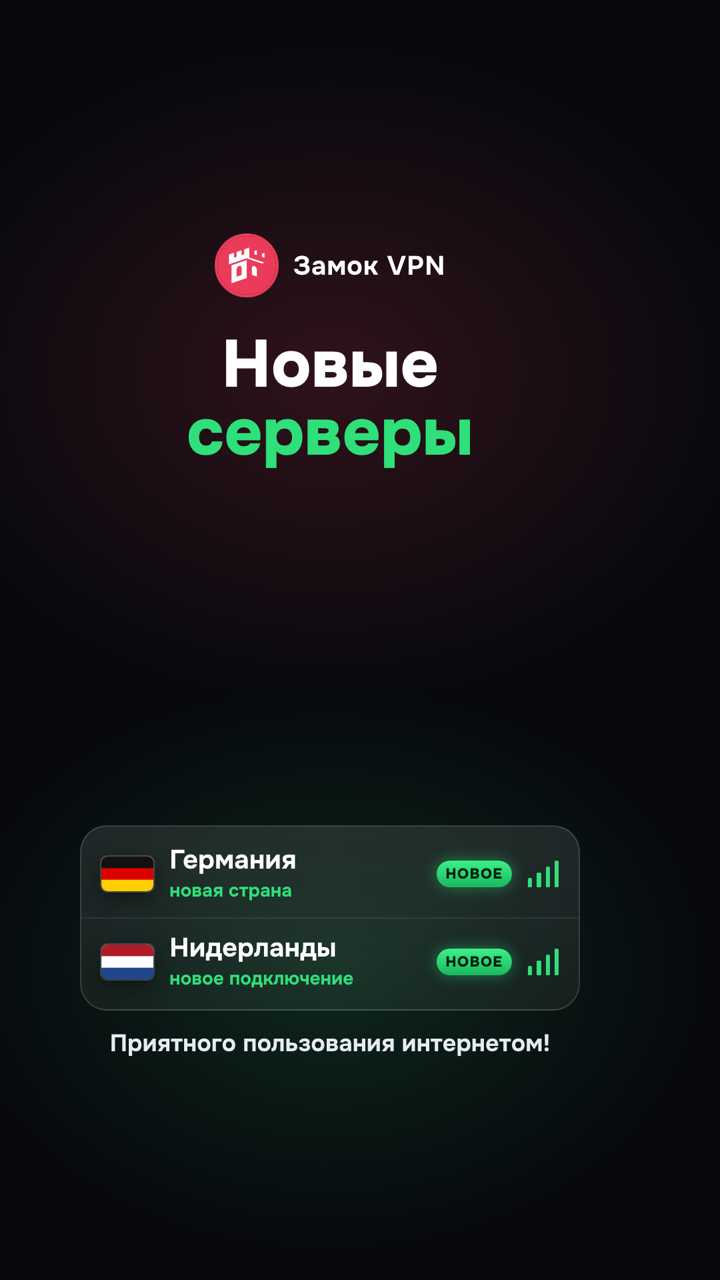 Замок VPN
Новые
серверы
Германия
новая страна
НОВОЕ
Нидерланды
новое подключение
НОВОЕ
Приятного пользования интернетом!